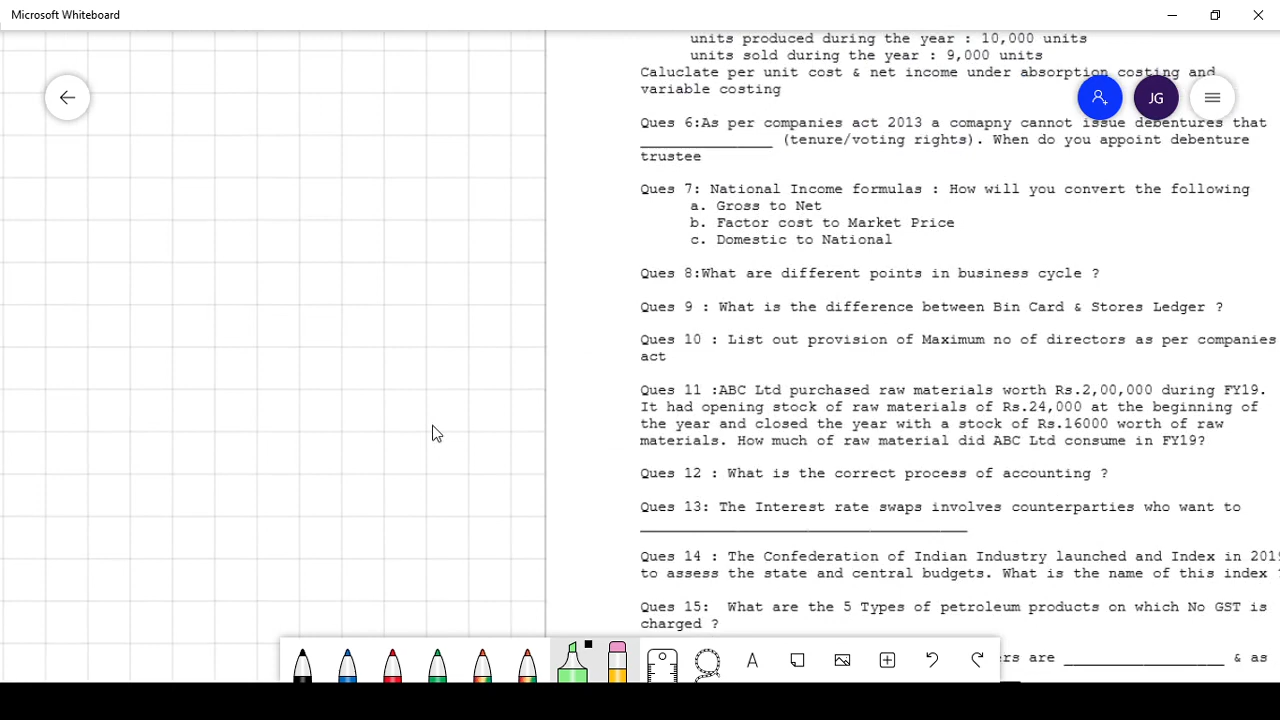 Microsoft Whiteboard
units produced during the year : 10,000 units
units sold during the year : 9,000 units
Caluclate per unit cost & net income under absorption costing and
variable costing
JG
Ques 6:As per companies act 2013 a comapny cannot issue debentures that
_______________ (tenure/voting rights). When do you appoint debenture
trustee
Ques 7: National Income formulas : How will you convert the following
a. Gross to Net
b. Factor cost to Market Price
c. Domestic to National
Ques 8:What are different points in business cycle ?
Ques 9 : What is the difference between Bin Card & Stores Ledger ?
Ques 10 : List out provision of Maximum no of directors as per companies
act
Ques 11 :ABC Ltd purchased raw materials worth Rs.2,00,000 during FY19.
It had opening stock of raw materials of Rs.24,000 at the beginning of
the year and closed the year with a stock of Rs.16000 worth of raw
materials. How much of raw material did ABC Ltd consume in FY19?
Ques 12 : What is the correct process of accounting ?
Ques 13: The Interest rate swaps involves counterparties who want to
_____________________________________
Ques 14 : The Confederation of Indian Industry launched and Index in 2019
to assess the state and central budgets. What is the name of this index ?
Ques 15: What are the 5 Types of petroleum products on which No GST is
charged ?
are __________________ & as
A